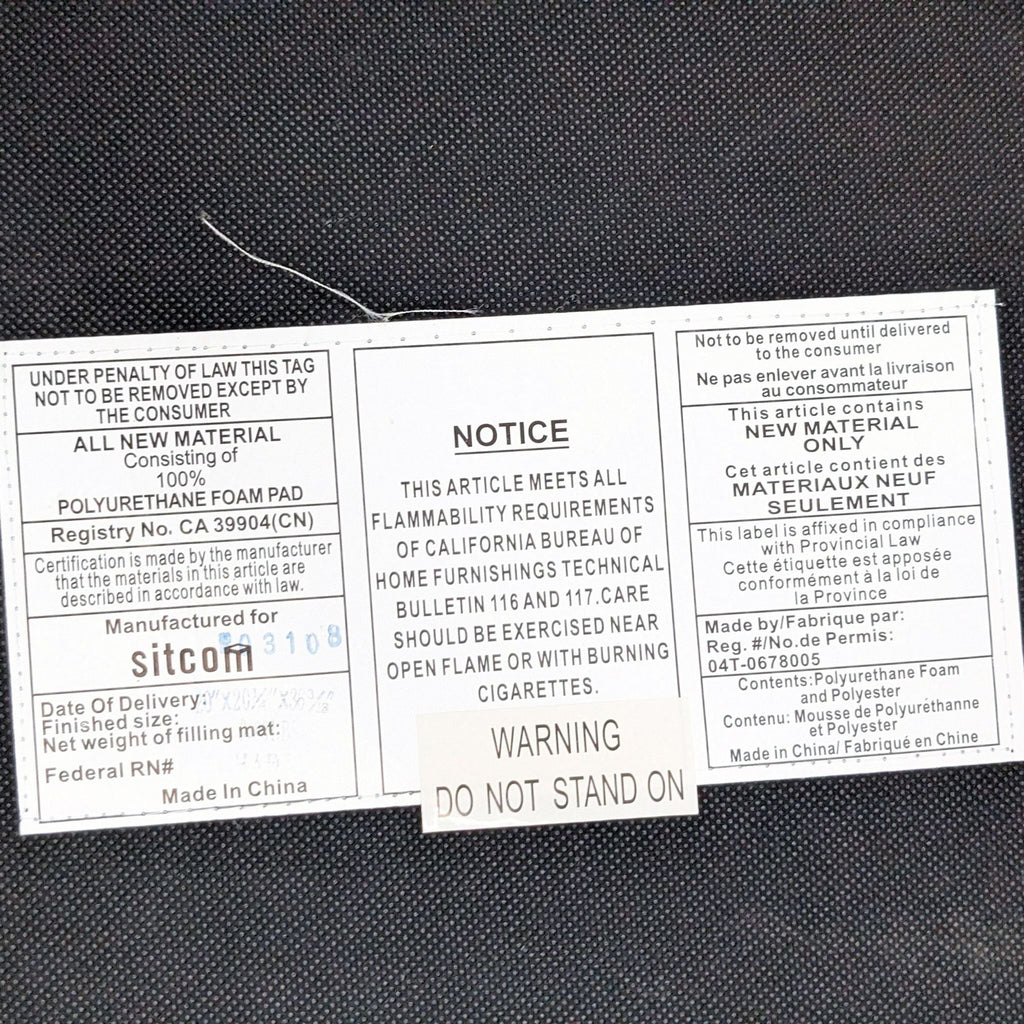 UNDER PENALTY OF LAW THIS TAG
NOT TO BE REMOVED EXCEPT BY
THE CONSUMER
ALL NEW MATERIAL
Consisting of
100%
POLYURETHANE FOAM PAD
Registry No. CA 39904(CN)
Certification is made by the manufacturer
that the materials in this article are
described in accordance with law.
Manufactured for
sitcom
03108
Date Of Delivery:
Finished size:
Net weight of filling mat:
Federal RN#
Made In China
NOTICE
THIS ARTICLE MEETS ALL
FLAMMABILITY REQUIREMENTS
OF CALIFORNIA BUREAU OF
HOME FURNISHINGS TECHNICAL
BULLETIN 116 AND 117.CARE
SHOULD BE EXERCISED NEAR
OPEN FLAME OR WITH BURNING
CIGARETTES.
WARNING
DO NOT STAND ON
Not to be removed until delivered
to the consumer
Ne pas enlever avant la livraison
au consommateur
This article contains
NEW MATERIAL
ONLY
Cet article contient des
MATERIAUX NEUF
SEULEMENT
This label is affixed in compliance
with Provincial Law
Cette étiquette est apposée
conformément à la loi de
la Province
Made by/Fabrique par:
Reg. #/No.de Permis:
04T-0678005
Contents:Polyurethane Foam
and Polyester
Contenu: Mousse de Polyuréthanne
et Polyester
Made in China/ Fabriqué en Chine